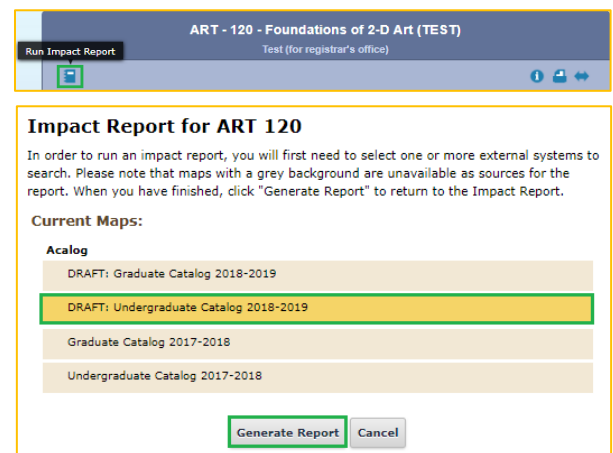 ART - 120 - Foundations of 2-D Art (TEST)
Run Impact Report
Test (for registrar's office)
Impact Report for ART 120
In order to run an impact report, you will first need to select one or more external systems to
search. Please note that maps with a grey background are unavailable as sources for the
report. When you have finished, click "Generate Report" to return to the Impact Report.
Current Maps:
Acalog
DRAFT: Graduate Catalog 2018-2019
DRAFT: Undergraduate Catalog 2018-2019
Graduate Catalog 2017-2018
Undergraduate Catalog 2017-2018
Generate Report Cancel